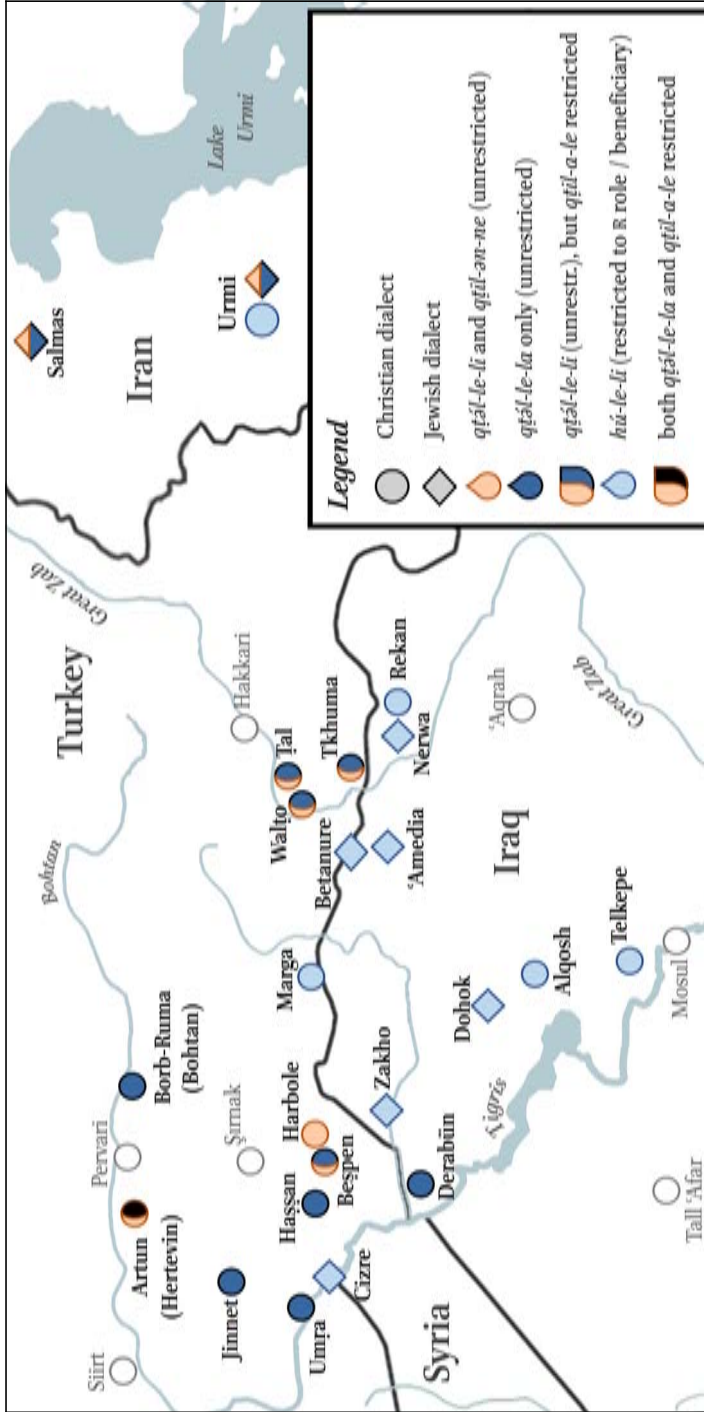 Lake
Urmi
Salmas
Urmi
Iran
Great Zab
Turkey
Hakkari
Ṭal
Walṭo
Tkhuma
Rekan
Nerwa
Betanure
ʿAmedia
ʿAqrah
Great Zab
Iraq
Bohtan
Marga
Dohok
Alqosh
Telkepe
Mosul
Borb-Ruma
(Bohtan)
Pervari
Şırnak
Harbole
Beṣpen
Haṣṣan
Zakho
Derabün
Tigris
Tall ʿAfar
Artun
(Hertevin)
Jinnet
Umṛa
Cizre
Siirt
Syria
Legend
Christian dialect
Jewish dialect
qṭə́l-le-li and qṭil-ən-ne (unrestricted)
qṭə́l-le-la only (unrestricted)
qṭə́l-le-li (unrestr.), but qṭil-a-le restricted
hú-le-li (restricted to R role / beneficiary)
both qṭə́l-le-la and qṭil-a-le restricted